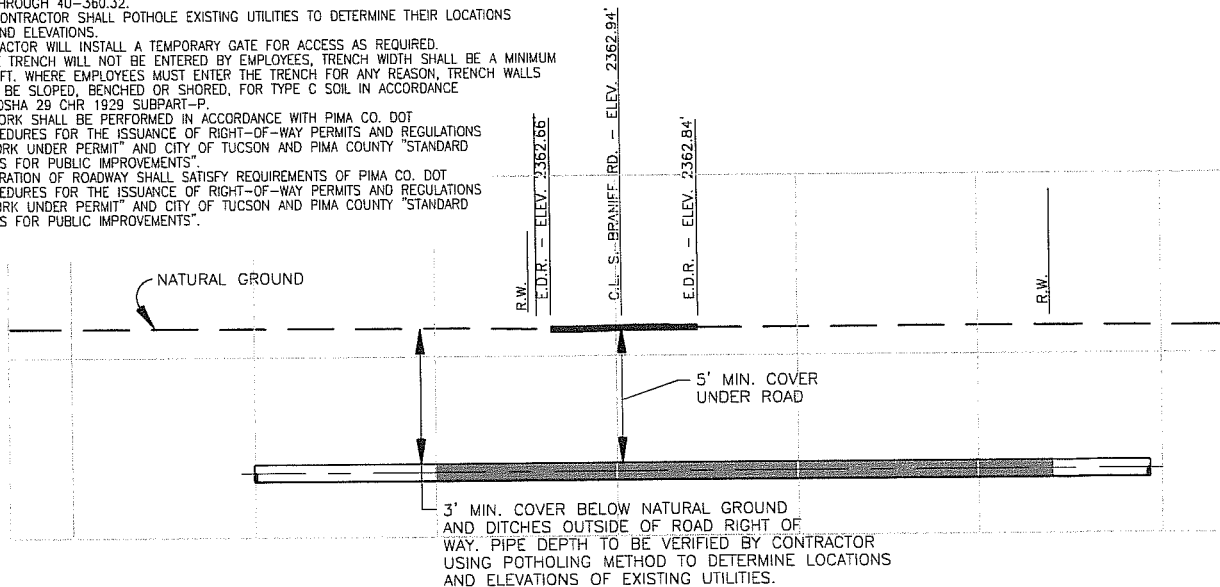 THROUGH 40-360.32.
CONTRACTOR SHALL POTHOLE EXISTING UTILITIES TO DETERMINE THEIR LOCATIONS
AND ELEVATIONS.
ACTOR WILL INSTALL A TEMPORARY GATE FOR ACCESS AS REQUIRED.
TRENCH WILL NOT BE ENTERED BY EMPLOYEES, TRENCH WIDTH SHALL BE A MINIMUM
FT. WHERE EMPLOYEES MUST ENTER THE TRENCH FOR ANY REASON, TRENCH WALLS
BE SLOPED, BENCHED OR SHORED, FOR TYPE C SOIL IN ACCORDANCE
OSHA 29 CHR 1929 SUBPART-P.
ORK SHALL BE PERFORMED IN ACCORDANCE WITH PIMA CO. DOT
EDURES FOR THE ISSUANCE OF RIGHT-OF-WAY PERMITS AND REGULATIONS
ORK UNDER PERMIT" AND CITY OF TUCSON AND PIMA COUNTY "STANDARD
S FOR PUBLIC IMPROVEMENTS".
RATION OF ROADWAY SHALL SATISFY REQUIREMENTS OF PIMA CO. DOT
EDURES FOR THE ISSUANCE OF RIGHT-OF-WAY PERMITS AND REGULATIONS
ORK UNDER PERMIT" AND CITY OF TUCSON AND PIMA COUNTY "STANDARD
S FOR PUBLIC IMPROVEMENTS".
R.W.
E.D.R. - ELEV. 2362.66'
C.L. S. BRANIFF RD. - ELEV. 2362.94'
E.D.R. - ELEV. 2362.84'
R.W.
NATURAL GROUND
5' MIN. COVER
UNDER ROAD
3' MIN. COVER BELOW NATURAL GROUND
AND DITCHES OUTSIDE OF ROAD RIGHT OF
WAY. PIPE DEPTH TO BE VERIFIED BY CONTRACTOR
USING POTHOLING METHOD TO DETERMINE LOCATIONS
AND ELEVATIONS OF EXISTING UTILITIES.